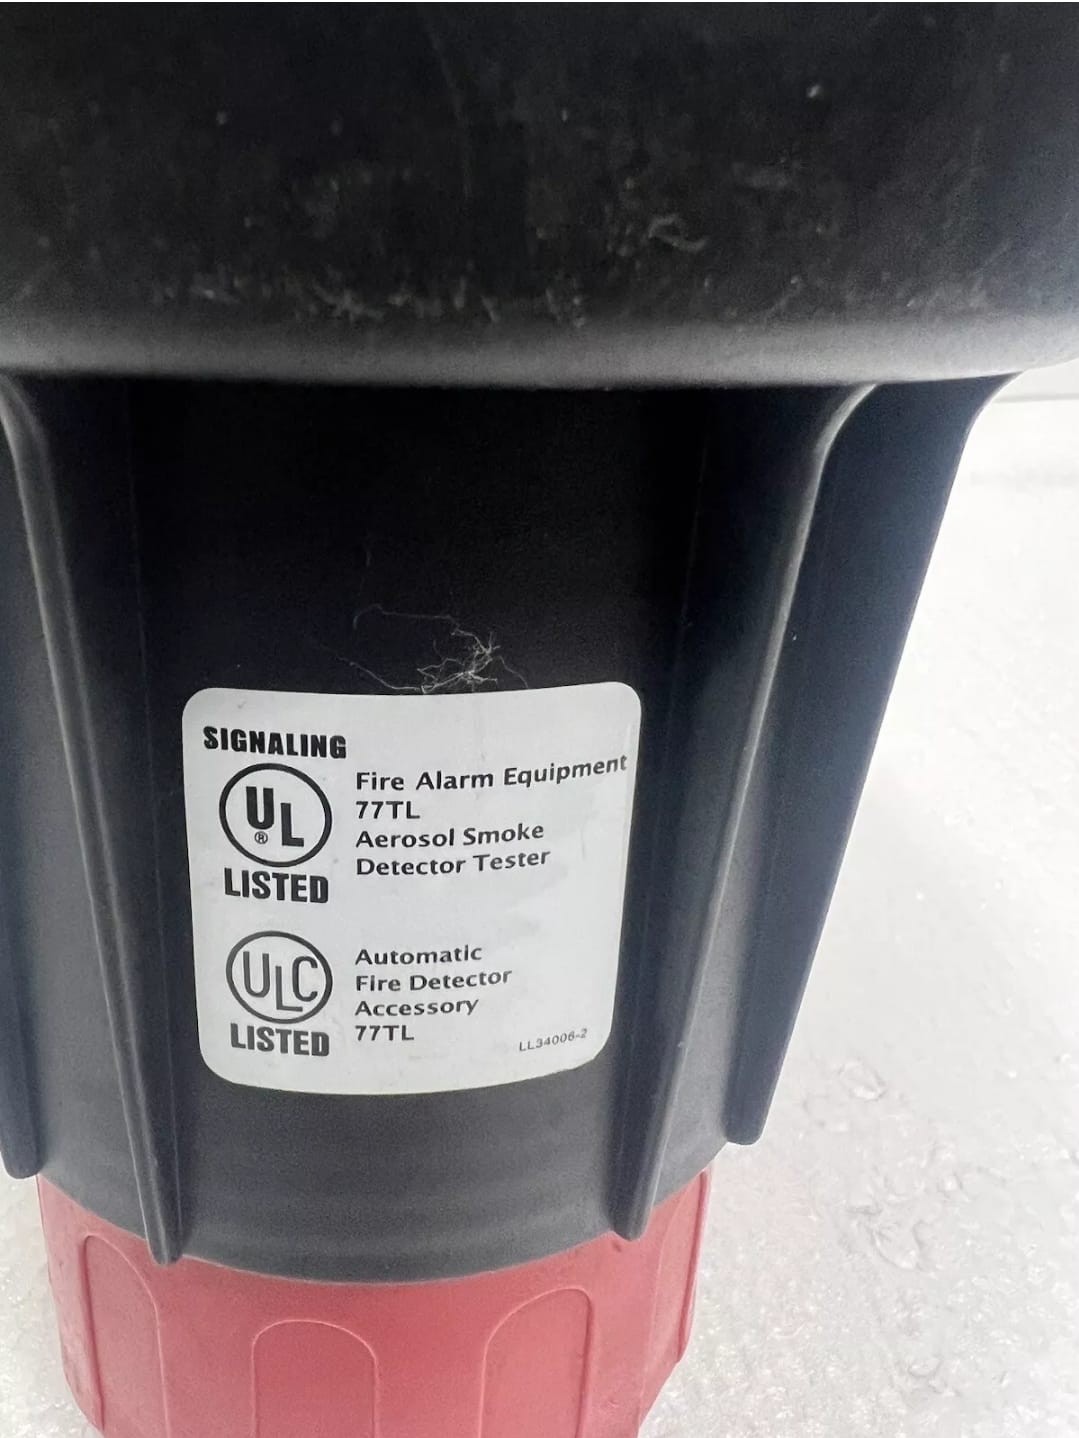 SIGNALING
UL®
LISTED
Fire Alarm Equipment
77TL
Aerosol Smoke
Detector Tester
ULC
LISTED
Automatic
Fire Detector
Accessory
77TL
LL34006-2